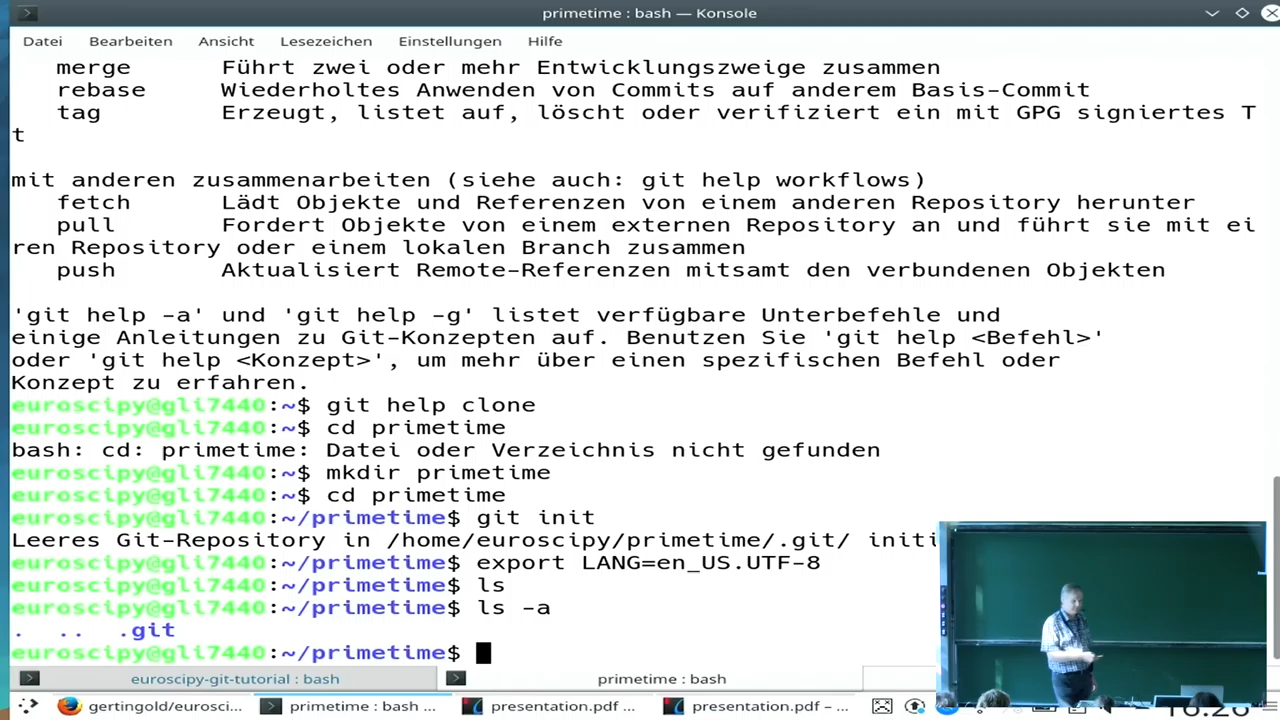 primetime : bash — Konsole
Datei Bearbeiten Ansicht Lesezeichen Einstellungen Hilfe
merge Führt zwei oder mehr Entwicklungszweige zusammen
rebase Wiederholtes Anwenden von Commits auf anderem Basis-Commit
tag Erzeugt, listet auf, löscht oder verifiziert ein mit GPG signiertes T
t
mit anderen zusammenarbeiten (siehe auch: git help workflows)
fetch Lädt Objekte und Referenzen von einem anderen Repository herunter
pull Fordert Objekte von einem externen Repository an und führt sie mit ei
ren Repository oder einem lokalen Branch zusammen
push Aktualisiert Remote-Referenzen mitsamt den verbundenen Objekten
'git help -a' und 'git help -g' listet verfügbare Unterbefehle und
einige Anleitungen zu Git-Konzepten auf. Benutzen Sie 'git help <Befehl>'
oder 'git help <Konzept>', um mehr über einen spezifischen Befehl oder
Konzept zu erfahren.
euroscipy@gli7440:~$ git help clone
euroscipy@gli7440:~$ cd primetime
bash: cd: primetime: Datei oder Verzeichnis nicht gefunden
euroscipy@gli7440:~$ mkdir primetime
euroscipy@gli7440:~$ cd primetime
euroscipy@gli7440:~/primetime$ git init
Leeres Git-Repository in /home/euroscipy/primetime/.git/ initi
euroscipy@gli7440:~/primetime$ export LANG=en_US.UTF-8
euroscipy@gli7440:~/primetime$ ls
euroscipy@gli7440:~/primetime$ ls -a
. .. .git
euroscipy@gli7440:~/primetime$
euroscipy-git-tutorial : bash primetime : bash
gertingold/eurosci... primetime : bash ... presentation.pdf ... presentation.pdf – ...